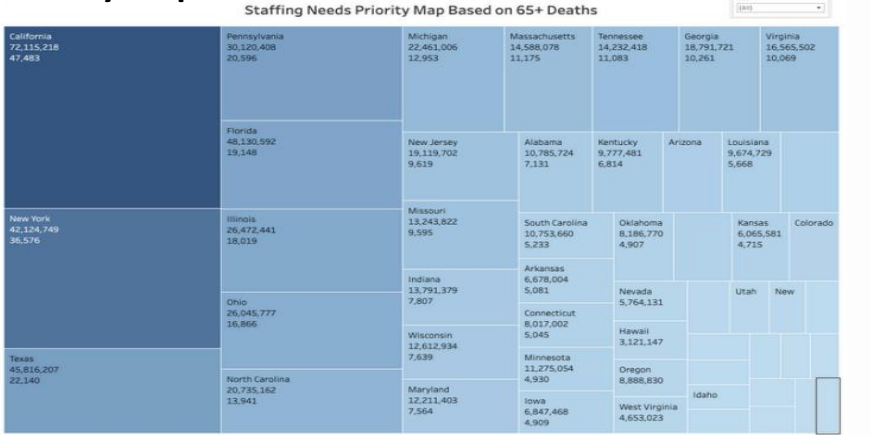 Staffing Needs Priority Map Based on 65+ Deaths
(All)
California
72,115,218
47,483
New York
42,124,749
36,576
Texas
45,816,207
22,140
Pennsylvania
30,120,408
20,596
Florida
48,130,592
19,148
Illinois
26,472,441
18,019
Ohio
26,045,777
16,866
North Carolina
20,735,162
13,941
Michigan
22,461,006
12,953
Massachusetts
14,588,078
11,175
Tennessee
14,232,418
11,083
Georgia
18,791,721
10,261
Virginia
16,565,502
10,069
New Jersey
19,119,702
9,619
Missouri
13,243,822
9,595
Indiana
13,791,379
7,807
Wisconsin
12,612,934
7,639
Maryland
12,211,403
7,564
Alabama
10,785,724
7,131
Kentucky
9,777,481
6,814
Arizona
Louisiana
9,674,729
5,668
South Carolina
10,753,660
5,233
Arkansas
6,678,004
5,081
Connecticut
8,017,002
5,045
Minnesota
11,275,054
4,930
Iowa
6,847,468
4,909
Oklahoma
8,186,770
4,907
Kansas
6,065,581
4,715
Colorado
Nevada
5,764,131
Hawaii
3,121,147
Oregon
8,888,830
West Virginia
4,653,023
Utah
New
Idaho